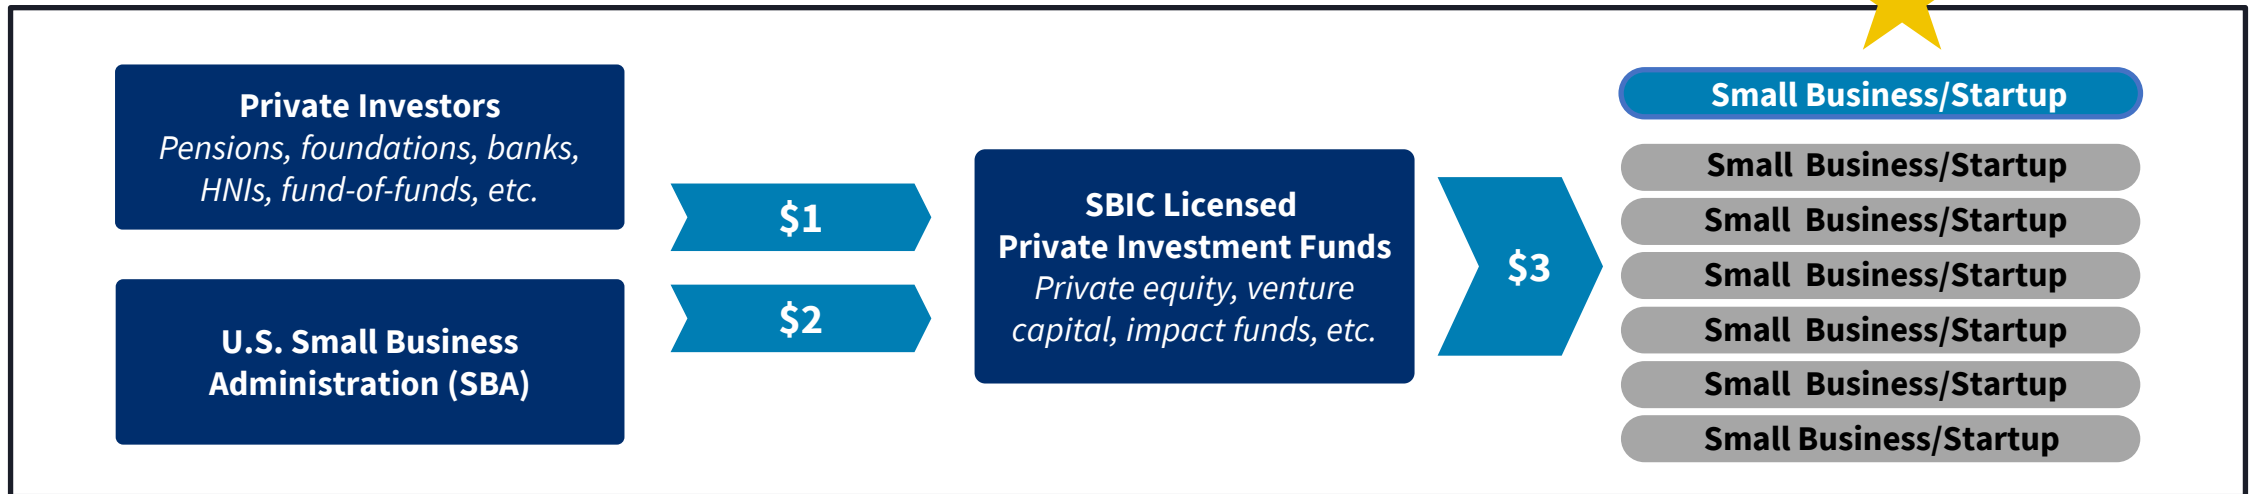 Private Investors
Pensions, foundations, banks,
HNIs, fund-of-funds, etc.
U.S. Small Business
Administration (SBA)
$1
$2
SBIC Licensed
Private Investment Funds
Private equity, venture
capital, impact funds, etc.
$3
Small Business/Startup
Small Business/Startup
Small Business/Startup
Small Business/Startup
Small Business/Startup
Small Business/Startup
Small Business/Startup